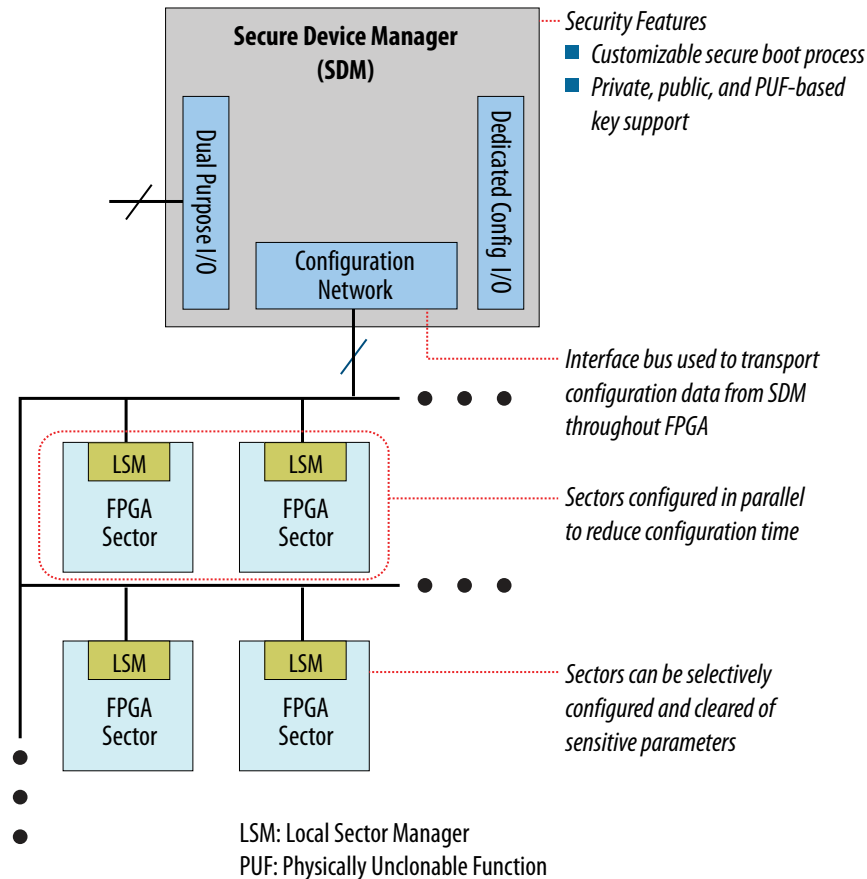 Secure Device Manager
(SDM)
Security Features
Customizable secure boot process
Private, public, and PUF-based
key support
Dual Purpose I/O
Dedicated Config I/O
Configuration
Network
Interface bus used to transport
configuration data from SDM
throughout FPGA
LSM
FPGA
Sector
LSM
FPGA
Sector
Sectors configured in parallel
to reduce configuration time
LSM
FPGA
Sector
LSM
FPGA
Sector
Sectors can be selectively
configured and cleared of
sensitive parameters
LSM: Local Sector Manager
PUF: Physically Unclonable Function